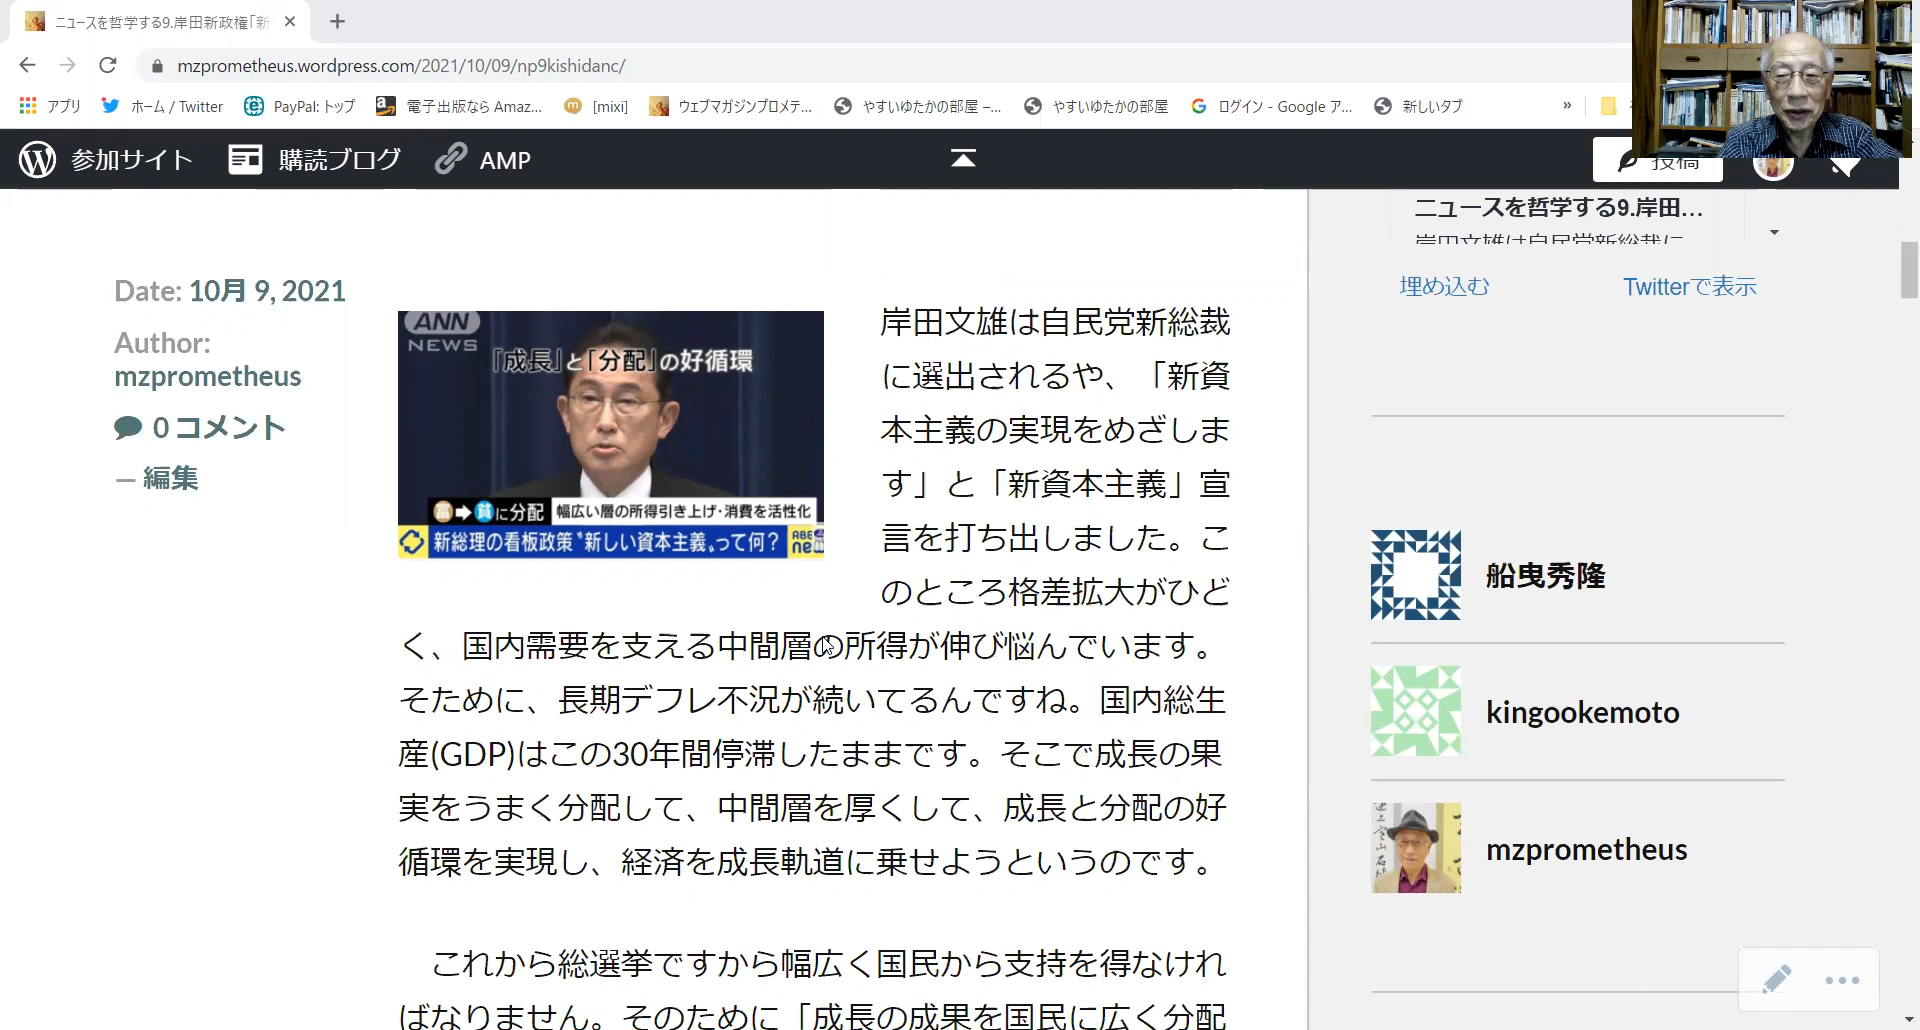 ニュースを哲学する9.岸田新政権「新
mzprometheus.wordpress.com/2021/10/09/np9kishidanc/
アプリ
ホーム / Twitter
PayPal: トップ
電子出版なら Amaz...
[mixi]
ウェブマガジンプロメテ...
やすいゆたかの部屋 –...
やすいゆたかの部屋
ログイン - Google ア...
新しいタブ
»
参加サイト
購読ブログ
AMP
投稿
ニュースを哲学する9.岸田…
岸田文雄は自民党新総裁に
埋め込む
Twitterで表示
Date: 10月 9, 2021
Author:
mzprometheus
0 コメント
— 編集
ANN
NEWS
「成長」と「分配」の好循環
富➡貧に分配
幅広い層の所得引き上げ・消費を活性化
新総理の看板政策〝新しい資本主義〟って何？
岸田文雄は自民党新総裁
に選出されるや、「新資
本主義の実現をめざしま
す」と「新資本主義」宣
言を打ち出しました。こ
のところ格差拡大がひど
く、国内需要を支える中間層の所得が伸び悩んでいます。
そために、長期デフレ不況が続いてるんですね。国内総生
産(GDP)はこの30年間停滞したままです。そこで成長の果
実をうまく分配して、中間層を厚くして、成長と分配の好
循環を実現し、経済を成長軌道に乗せようというのです。
これから総選挙ですから幅広く国民から支持を得なけれ
ばなりません。そのために「成長の成果を国民に広く分配
船曳秀隆
kingookemoto
mzprometheus